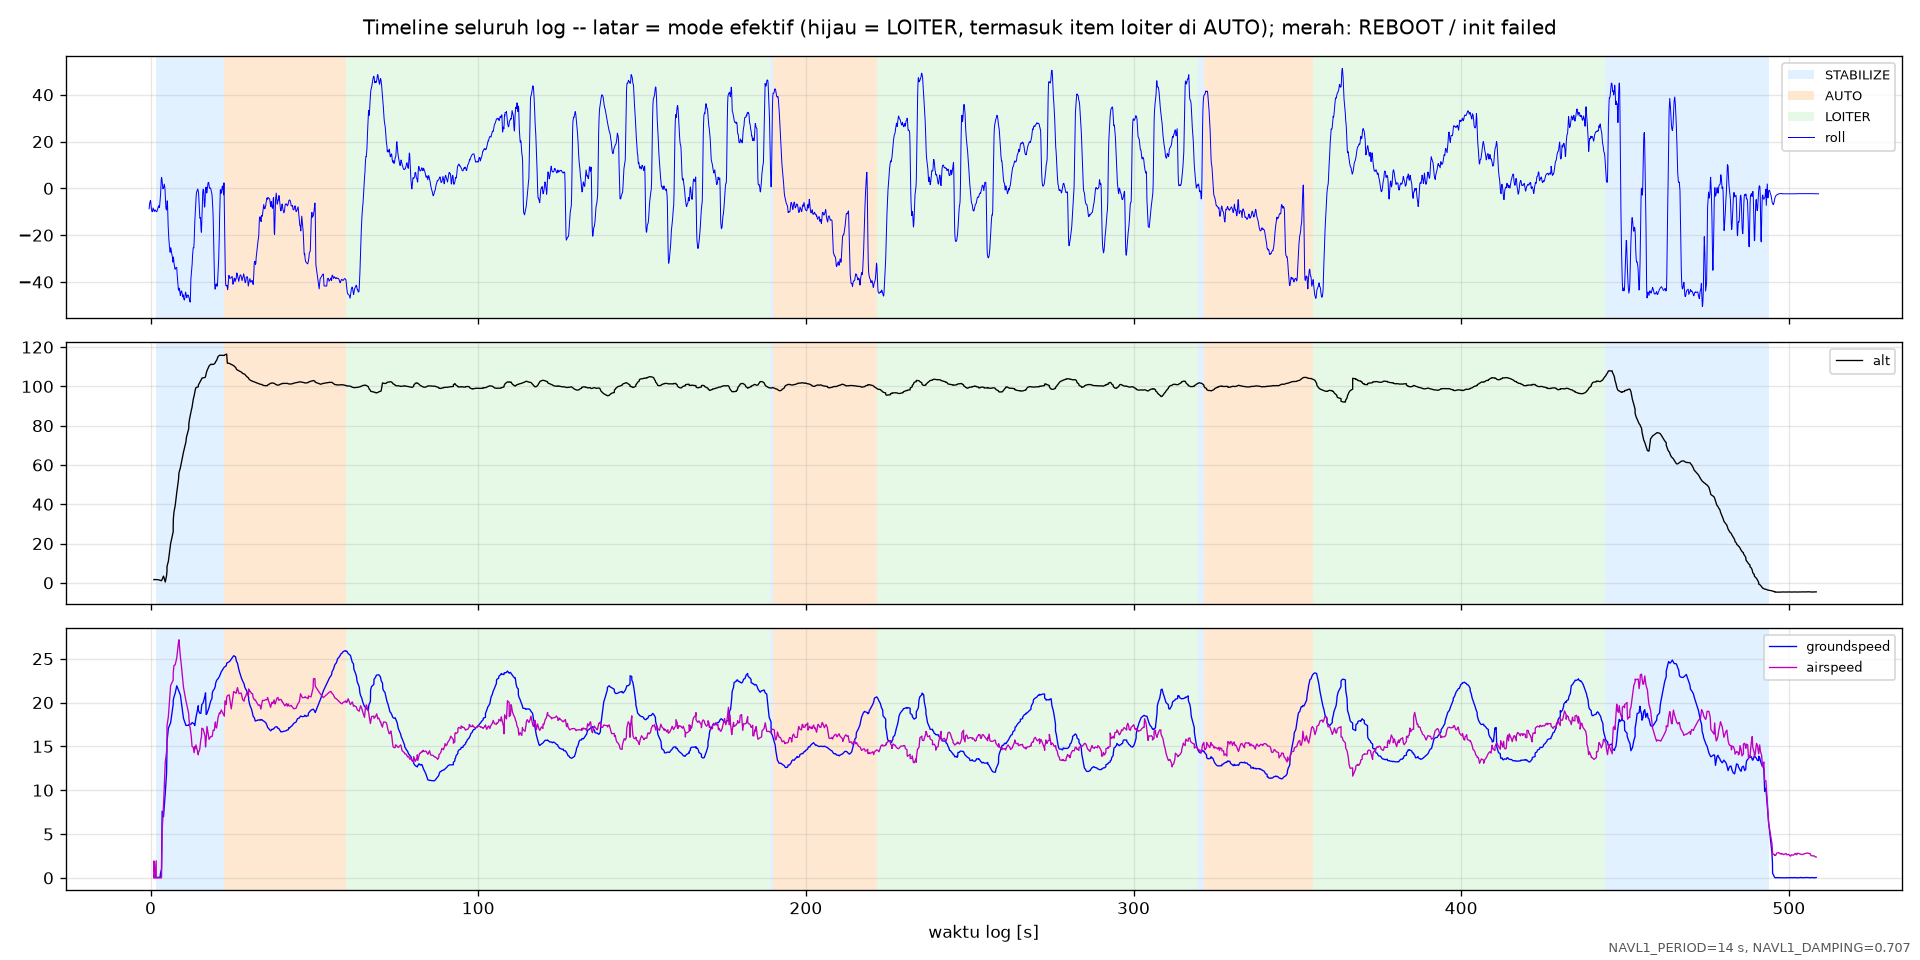 Timeline seluruh log -- latar = mode efektif (hijau = LOITER, termasuk item loiter di AUTO); merah: REBOOT / init failed
40
20
0
−20
−40
STABILIZE
AUTO
LOITER
roll
120
100
80
60
40
20
0
alt
25
20
15
10
5
0
groundspeed
airspeed
0 100 200 300 400 500
waktu log [s]
NAVL1_PERIOD=14 s, NAVL1_DAMPING=0.707